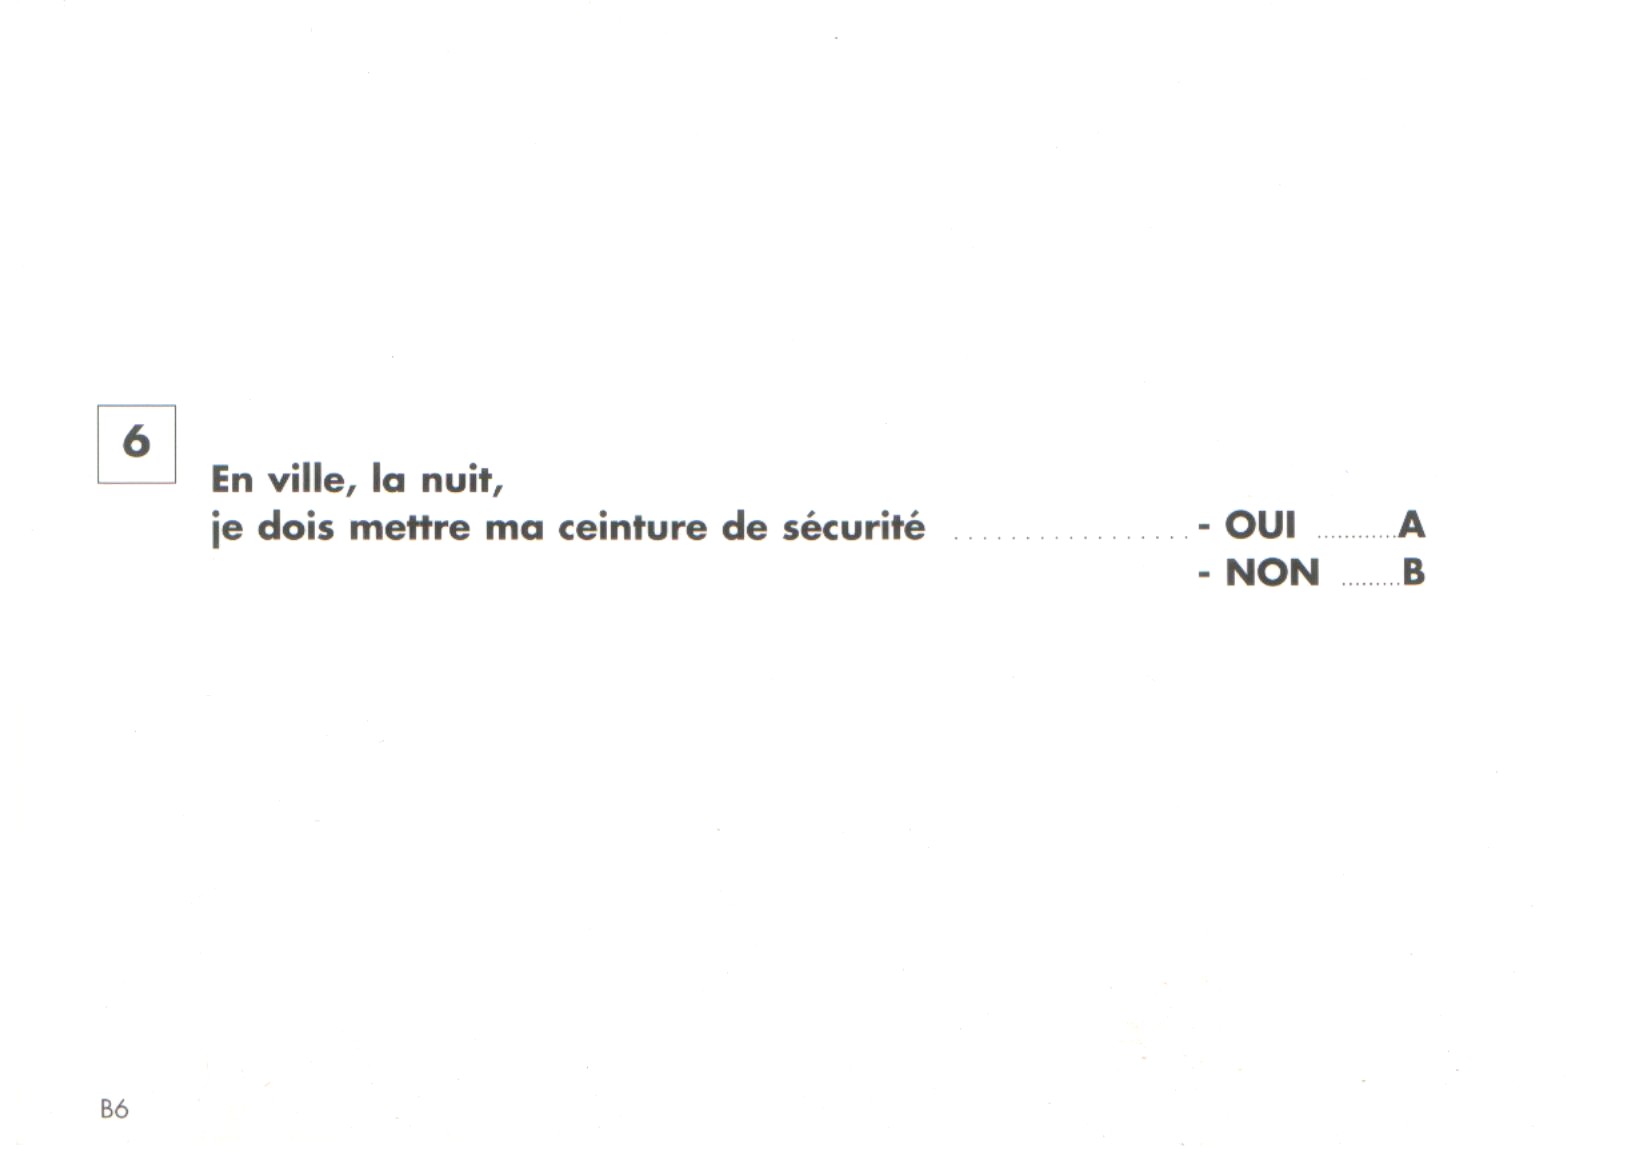 6
En ville, la nuit,
je dois mettre ma ceinture de sécurité ................. - OUI ............A
- NON .........B
B6